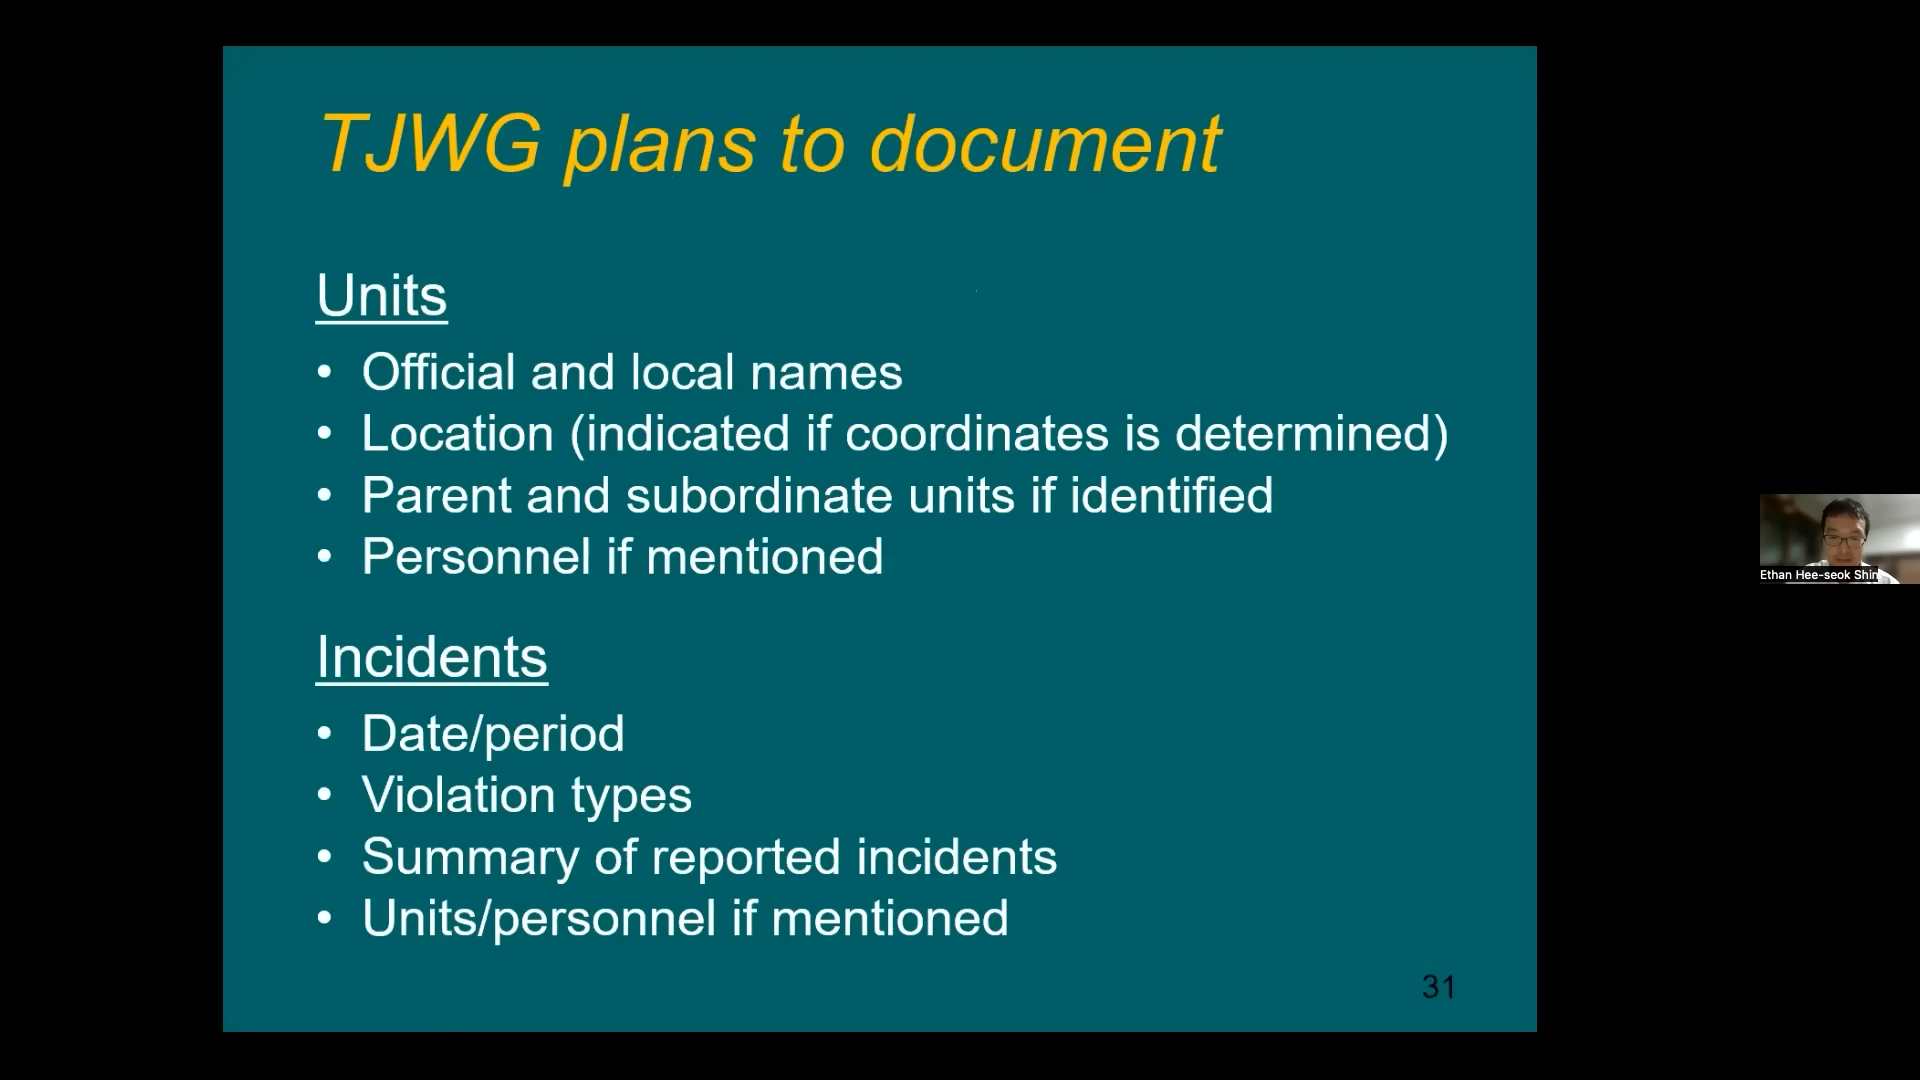 TJWG plans to document
Units
• Official and local names
• Location (indicated if coordinates is determined)
• Parent and subordinate units if identified
• Personnel if mentioned
Incidents
• Date/period
• Violation types
• Summary of reported incidents
• Units/personnel if mentioned
31
Ethan Hee-seok Shin